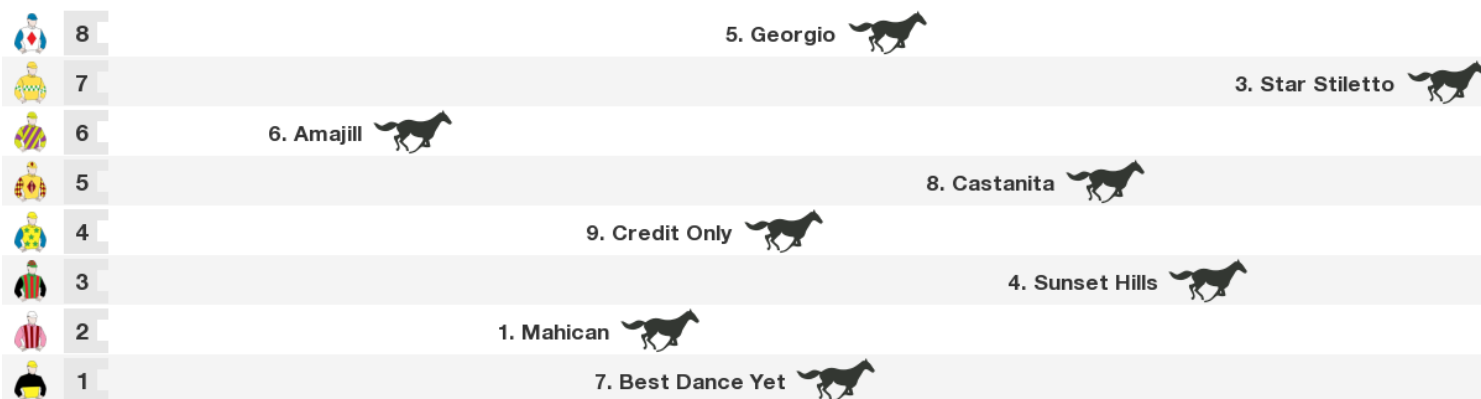 8 5. Georgio
7 3. Star Stiletto
6 6. Amajill
5 8. Castanita
4 9. Credit Only
3 4. Sunset Hills
2 1. Mahican
1 7. Best Dance Yet